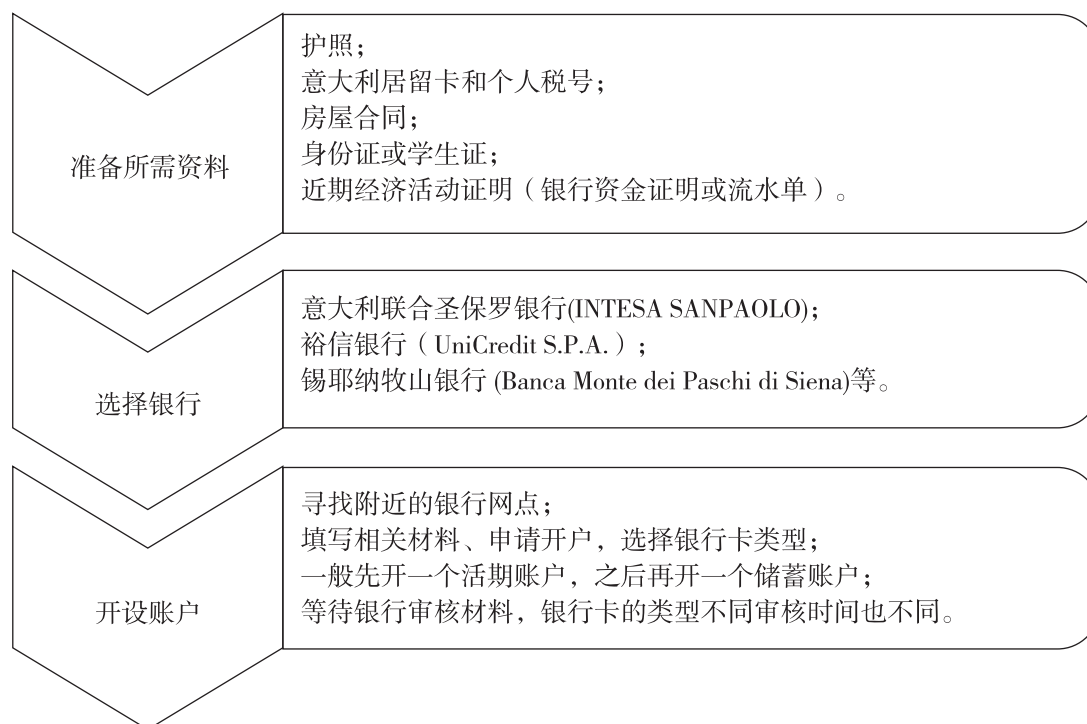 准备所需资料
护照；
意大利居留卡和个人税号；
房屋合同；
身份证或学生证；
近期经济活动证明（银行资金证明或流水单）。
选择银行
意大利联合圣保罗银行(INTESA SANPAOLO)；
裕信银行（UniCredit S.P.A.）；
锡耶纳牧山银行 (Banca Monte dei Paschi di Siena)等。
开设账户
寻找附近的银行网点；
填写相关材料、申请开户，选择银行卡类型；
一般先开一个活期账户，之后再开一个储蓄账户；
等待银行审核材料，银行卡的类型不同审核时间也不同。